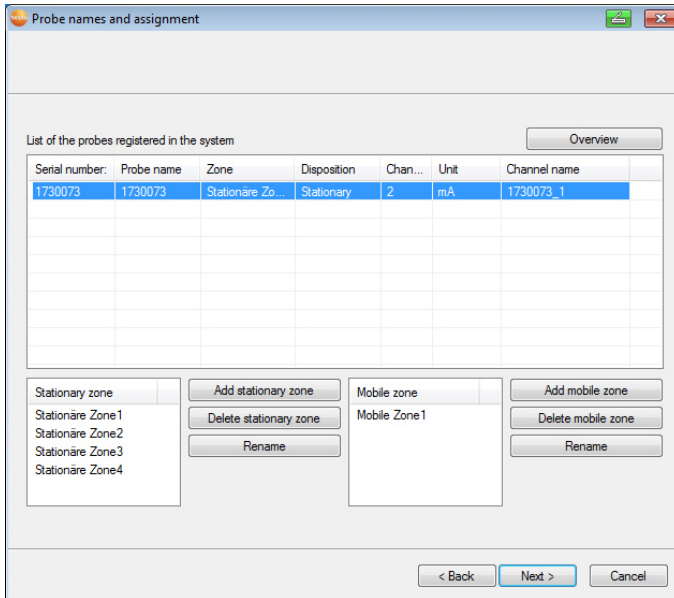 testo Probe names and assignment
List of the probes registered in the system Overview
Serial number: Probe name Zone Disposition Chan... Unit Channel name
1730073 1730073 Stationäre Zo... Stationary 2 mA 1730073_1
Stationary zone Add stationary zone Mobile zone Add mobile zone
Stationäre Zone1 Delete stationary zone Mobile Zone1 Delete mobile zone
Stationäre Zone2
Stationäre Zone3 Rename Rename
Stationäre Zone4
< Back Next > Cancel